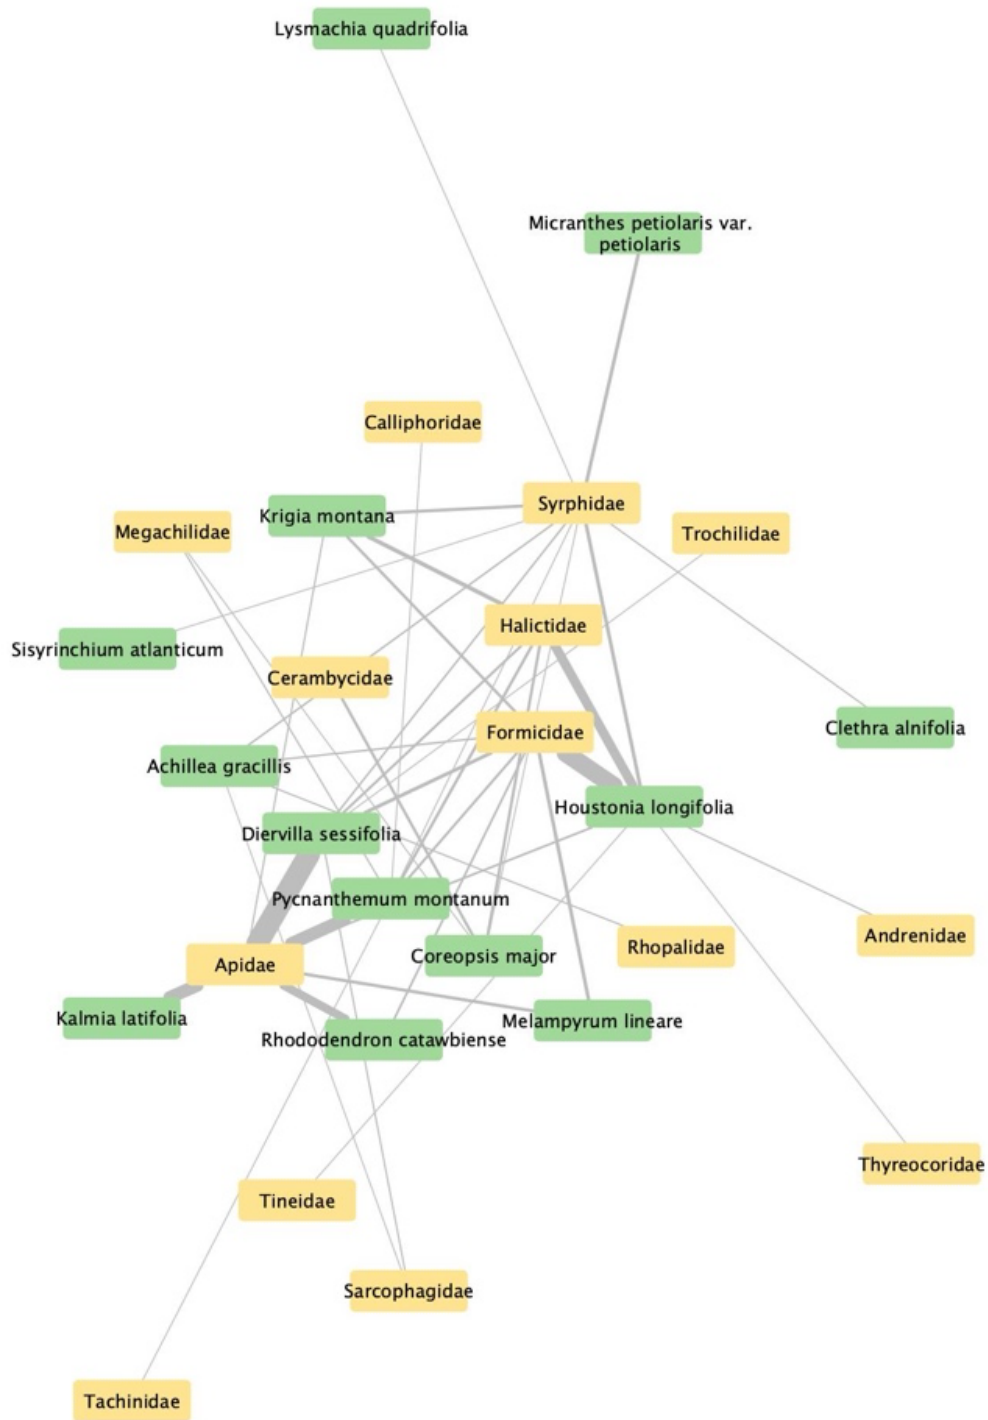 Lysmachia quadrifolia
Micranthes petiolaris var.
petiolaris
Calliphoridae
Syrphidae
Krigia montana
Megachilidae
Trochilidae
Halictidae
Sisyrinchium atlanticum
Cerambycidae
Formicidae
Clethra alnifolia
Achillea gracillis
Houstonia longifolia
Diervilla sessifolia
Pycnanthemum montanum
Andrenidae
Rhopalidae
Coreopsis major
Apidae
Kalmia latifolia
Melampyrum lineare
Rhododendron catawbiense
Thyreocoridae
Tineidae
Sarcophagidae
Tachinidae